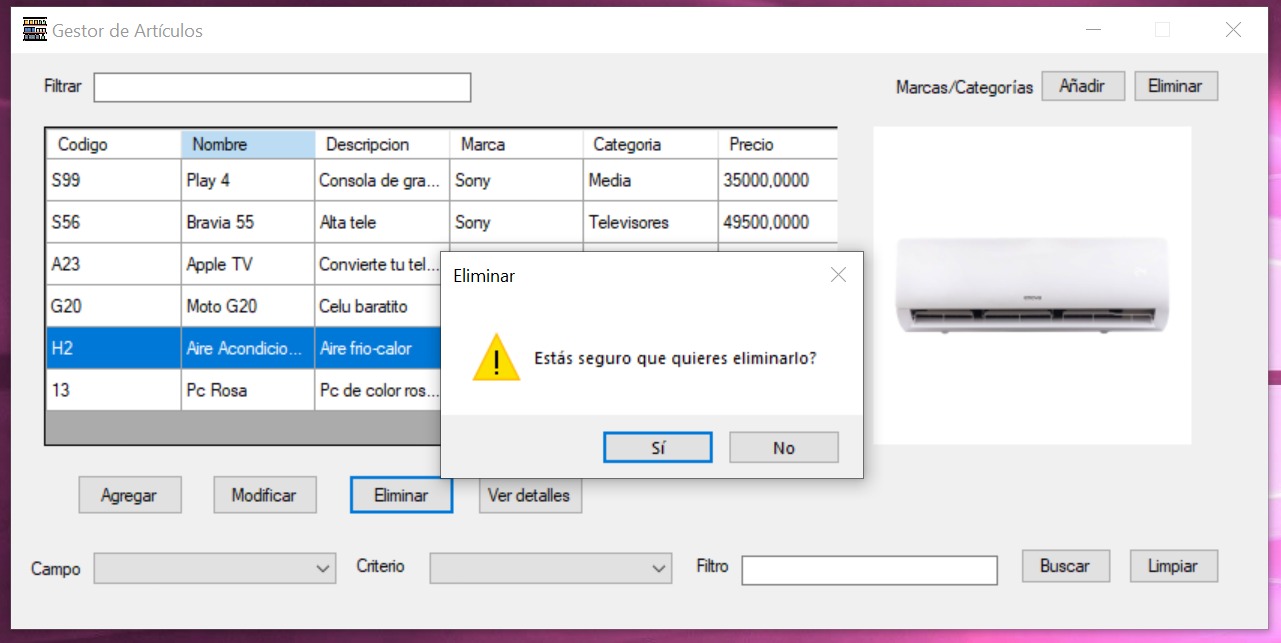 Gestor de Artículos
Filtrar
Marcas/Categorías Añadir Eliminar
Codigo Nombre Descripcion Marca Categoria Precio
S99 Play 4 Consola de gra... Sony Media 35000,0000
S56 Bravia 55 Alta tele Sony Televisores 49500,0000
A23 Apple TV Convierte tu tel...
G20 Moto G20 Celu baratito
H2 Aire Acondicio... Aire frio-calor
13 Pc Rosa Pc de color ros...
Eliminar
Estás seguro que quieres eliminarlo?
Sí No
Agregar Modificar Eliminar Ver detalles
Campo Criterio Filtro Buscar Limpiar